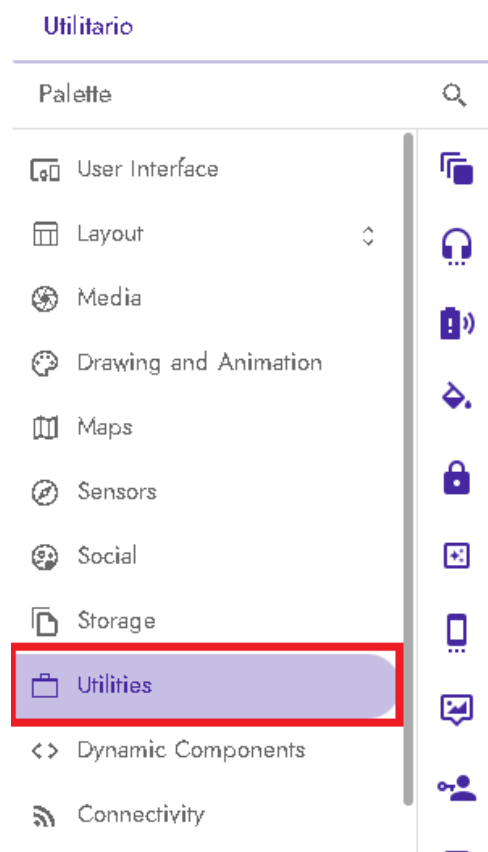 Utilitario
Palette
User Interface
Layout
Media
Drawing and Animation
Maps
Sensors
Social
Storage
Utilities
Dynamic Components
Connectivity